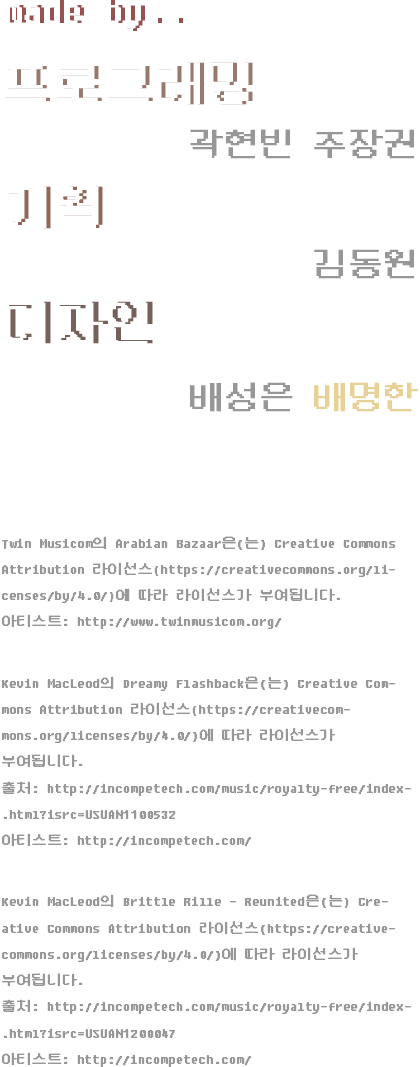 made by..
프로그래밍
곽현빈 주장권
기획
김동원
디자인
배성은 배명한
Twin Musicom의 Arabian Bazaar은(는) Creative Commons
Attribution 라이선스(https://creativecommons.org/li-
censes/by/4.0/)에 따라 라이선스가 부여됩니다.
아티스트: http://www.twinmusicom.org/
Kevin MacLeod의 Dreamy Flashback은(는) Creative Com-
mons Attribution 라이선스(https://creativecom-
mons.org/licenses/by/4.0/)에 따라 라이선스가
부여됩니다.
출처: http://incompetech.com/music/royalty-free/index-
.html?isrc=USUAN1100532
아티스트: http://incompetech.com/
Kevin MacLeod의 Brittle Rille - Reunited은(는) Cre-
ative Commons Attribution 라이선스(https://creative-
commons.org/licenses/by/4.0/)에 따라 라이선스가
부여됩니다.
출처: http://incompetech.com/music/royalty-free/index-
.html?isrc=USUAN1200047
아티스트: http://incompetech.com/